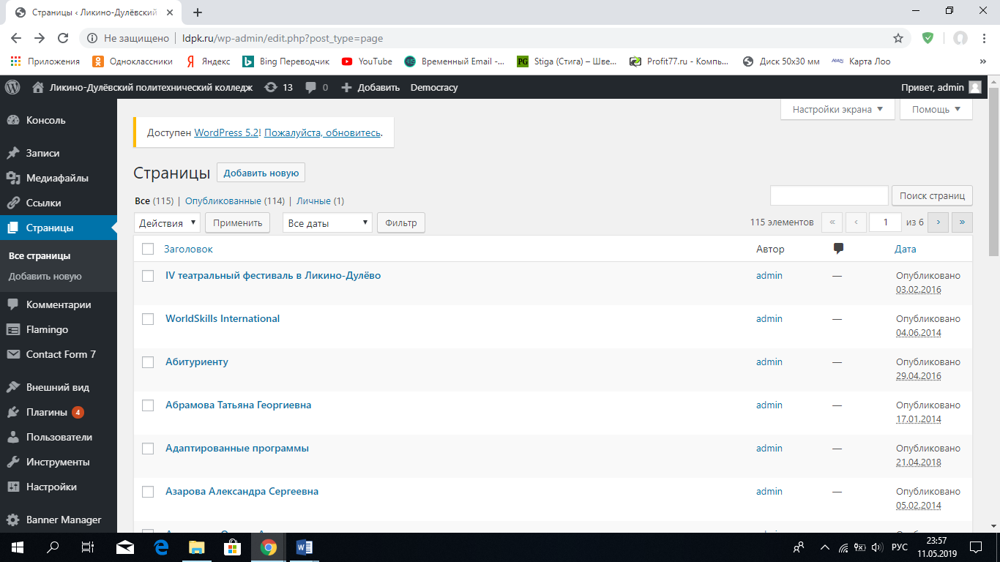 Страницы ‹ Ликино-Дулёвский
Не защищено | ldpk.ru/wp-admin/edit.php?post_type=page
Приложения Одноклассники Яндекс Bing Переводчик YouTube Временный Email -... Stiga (Стига) – Шве... Profit77.ru - Компь... Диск 50x30 мм Карта Лоо »
Ликино-Дулёвский политехнический колледж 13 0 Добавить Democracy Привет, admin
Настройки экрана Помощь
Консоль
Записи
Медиафайлы
Ссылки
Страницы
Все страницы
Добавить новую
Комментарии
Flamingo
Contact Form 7
Внешний вид
Плагины 4
Пользователи
Инструменты
Настройки
Banner Manager
Доступен WordPress 5.2! Пожалуйста, обновитесь.
Страницы Добавить новую
Все (115) | Опубликованные (114) | Личные (1)
Поиск страниц
Действия Применить Все даты Фильтр 115 элементов « ‹ 1 из 6 › »
Заголовок Автор Дата
IV театральный фестиваль в Ликино-Дулёво admin — Опубликовано
03.02.2016
WorldSkills International admin — Опубликовано
04.06.2014
Абитуриенту admin — Опубликовано
29.04.2016
Абрамова Татьяна Георгиевна admin — Опубликовано
17.01.2014
Адаптированные программы admin — Опубликовано
21.04.2018
Азарова Александра Сергеевна admin — Опубликовано
05.02.2014
РУС 23:57
11.05.2019